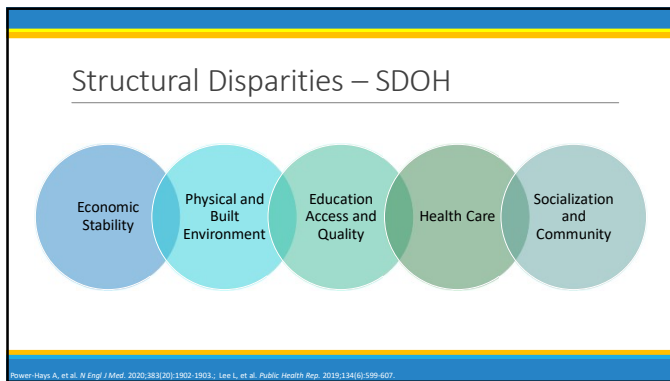 Structural Disparities – SDOH
Economic
Stability
Physical and
Built
Environment
Education
Access and
Quality
Health Care
Socialization
and
Community
Power-Hays A, et al. N Engl J Med. 2020;383(20):1902-1903.; Lee L, et al. Public Health Rep. 2019;134(6):599-607.